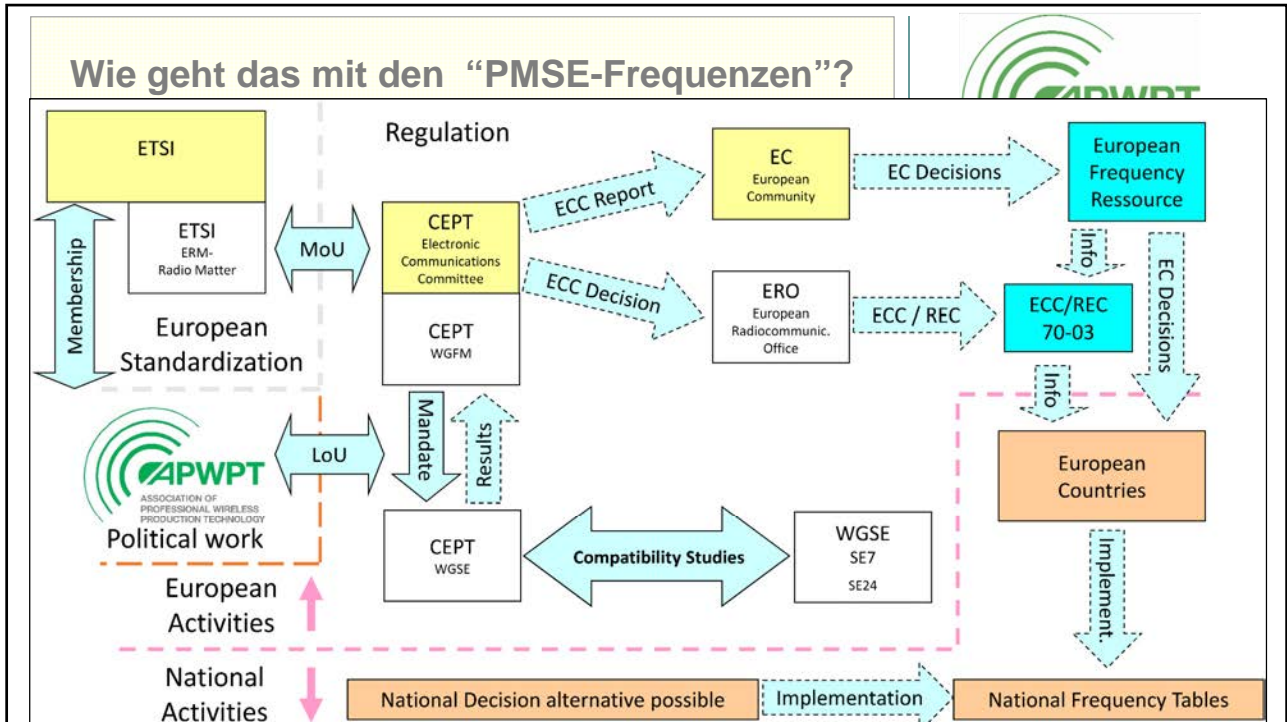 Wie geht das mit den “PMSE-Frequenzen”?
APWPT
ETSI
ETSI
ERM-
Radio Matter
Membership
European
Standardization
MoU
Regulation
CEPT
Electronic
Communications
Committee
CEPT
WGFM
ECC Report
ECC Decision
EC
European
Community
ERO
European
Radiocommunic.
Office
EC Decisions
ECC / REC
European
Frequency
Ressource
Info
EC Decisions
ECC/REC
70-03
Info
European
Countries
Implement.
APWPT
ASSOCIATION OF
PROFESSIONAL WIRELESS
PRODUCTION TECHNOLOGY
Political work
LoU
Mandate
Results
CEPT
WGSE
Compatibility Studies
WGSE
SE7
SE24
European
Activities
National
Activities
National Decision alternative possible
Implementation
National Frequency Tables